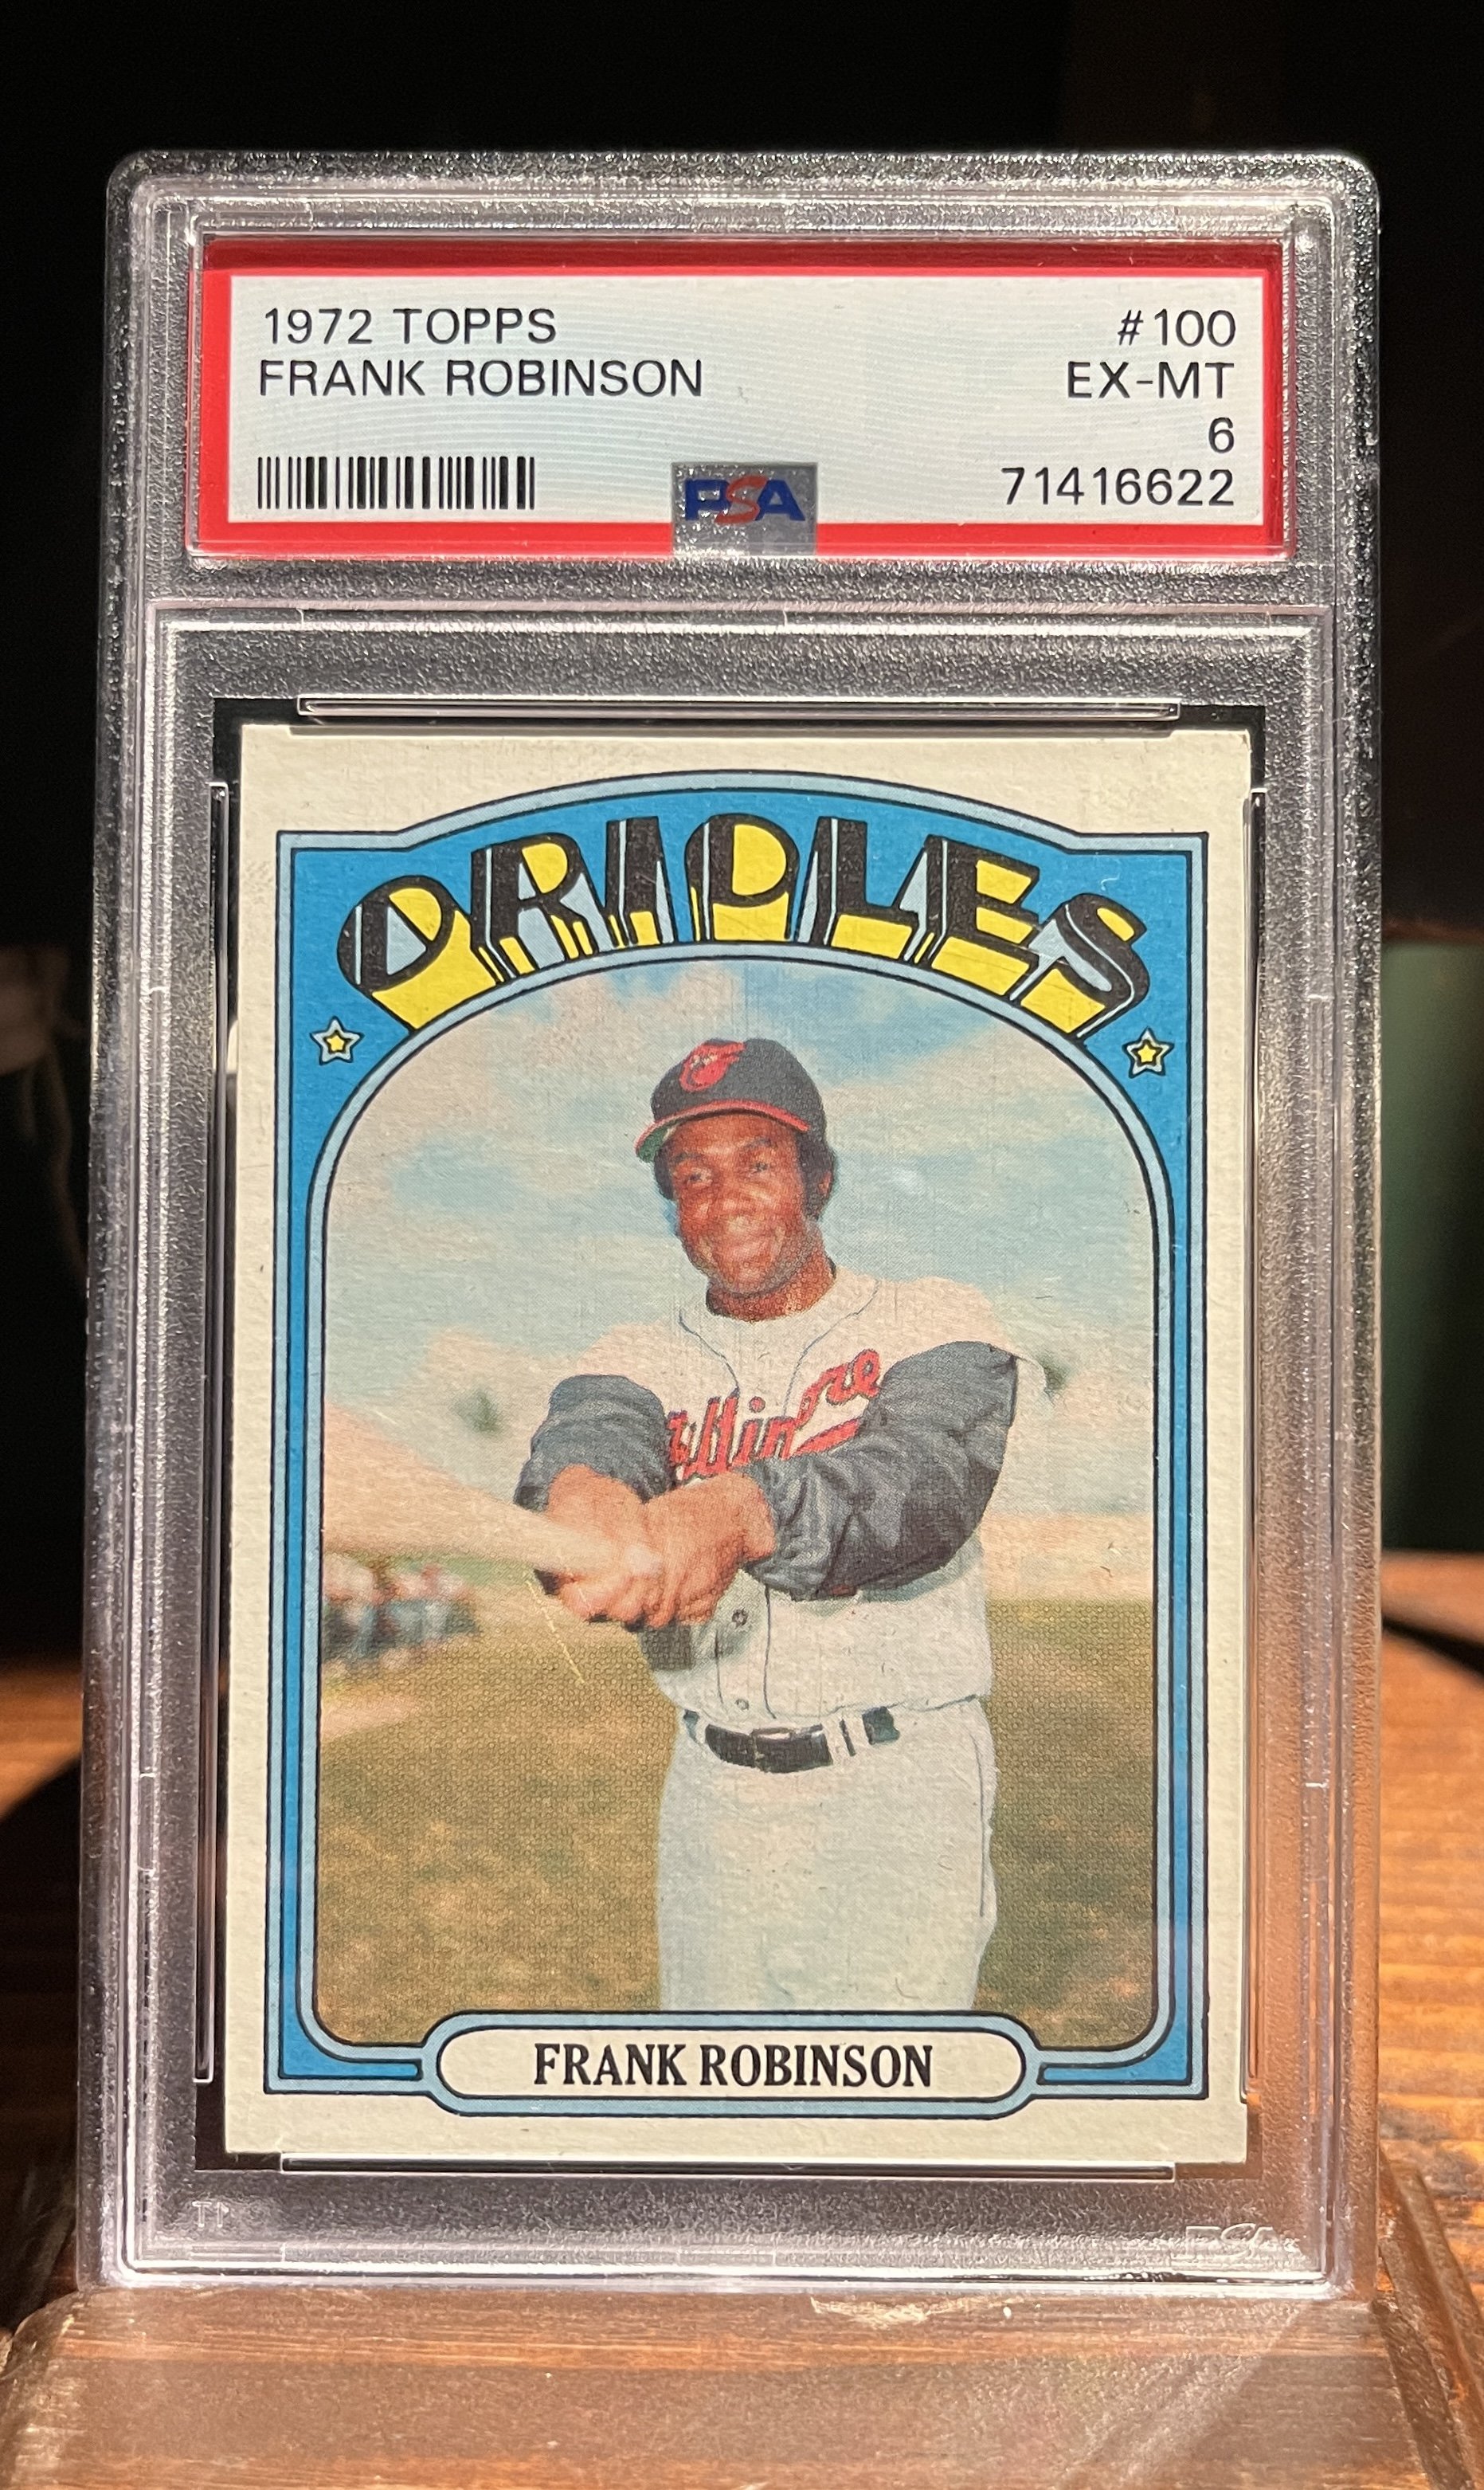 1972 TOPPS #100
FRANK ROBINSON EX-MT
6
PSA 71416622
ORIOLES
FRANK ROBINSON